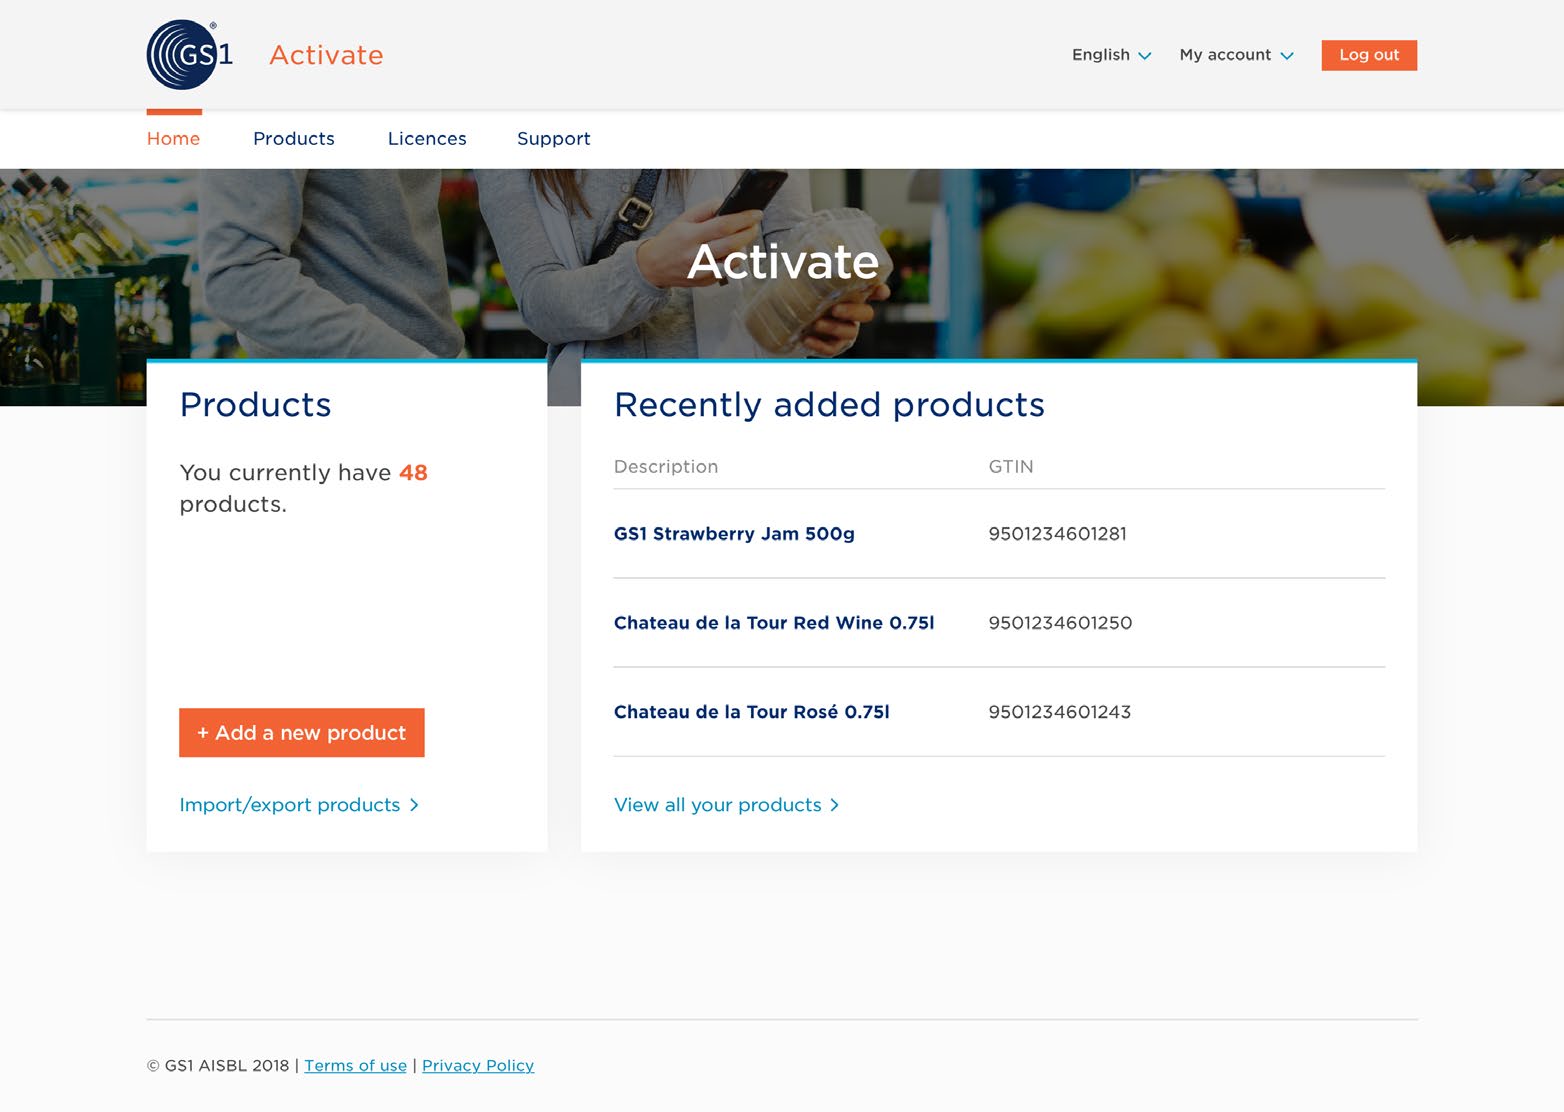 GS1® Activate English My account Log out
Home Products Licences Support
Activate
Products
You currently have 48
products.
+ Add a new product
Import/export products
Recently added products
Description GTIN
GS1 Strawberry Jam 500g 9501234601281
Chateau de la Tour Red Wine 0.75l 9501234601250
Chateau de la Tour Rosé 0.75l 9501234601243
View all your products
© GS1 AISBL 2018 | Terms of use | Privacy Policy